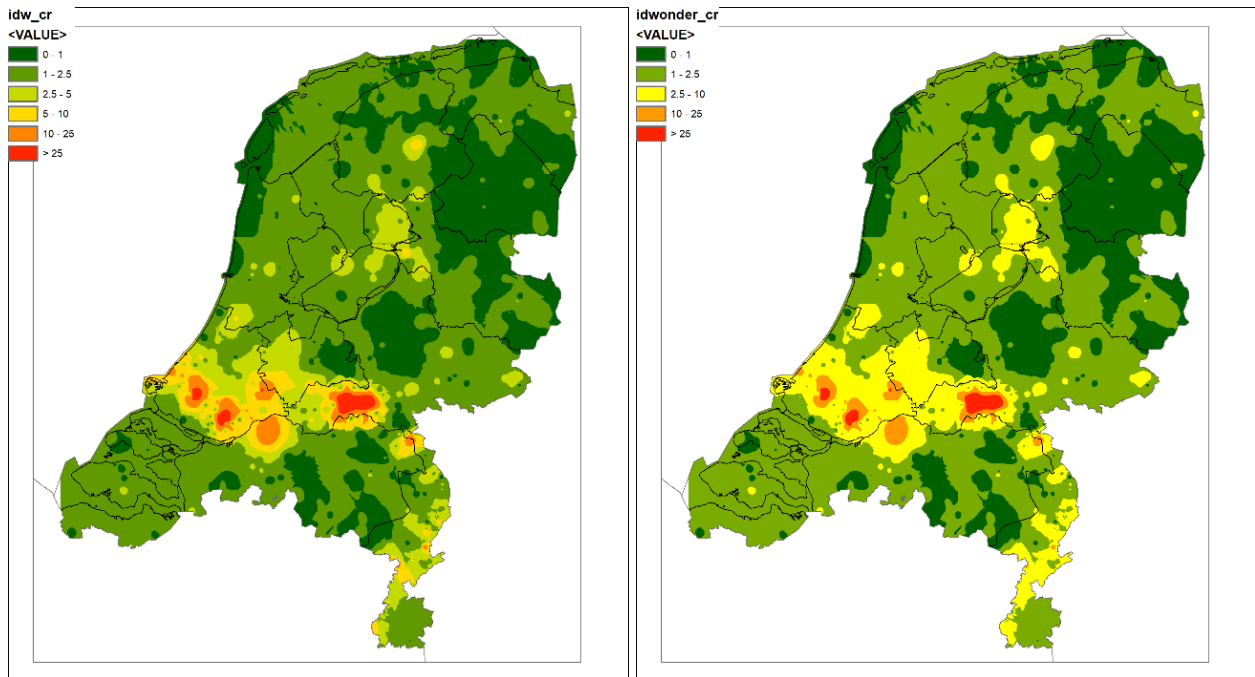 idw_cr
<VALUE>
0 - 1
1 - 2.5
2.5 - 5
5 - 10
10 - 25
> 25
idwonder_cr
<VALUE>
0 - 1
1 - 2.5
2.5 - 10
10 - 25
> 25